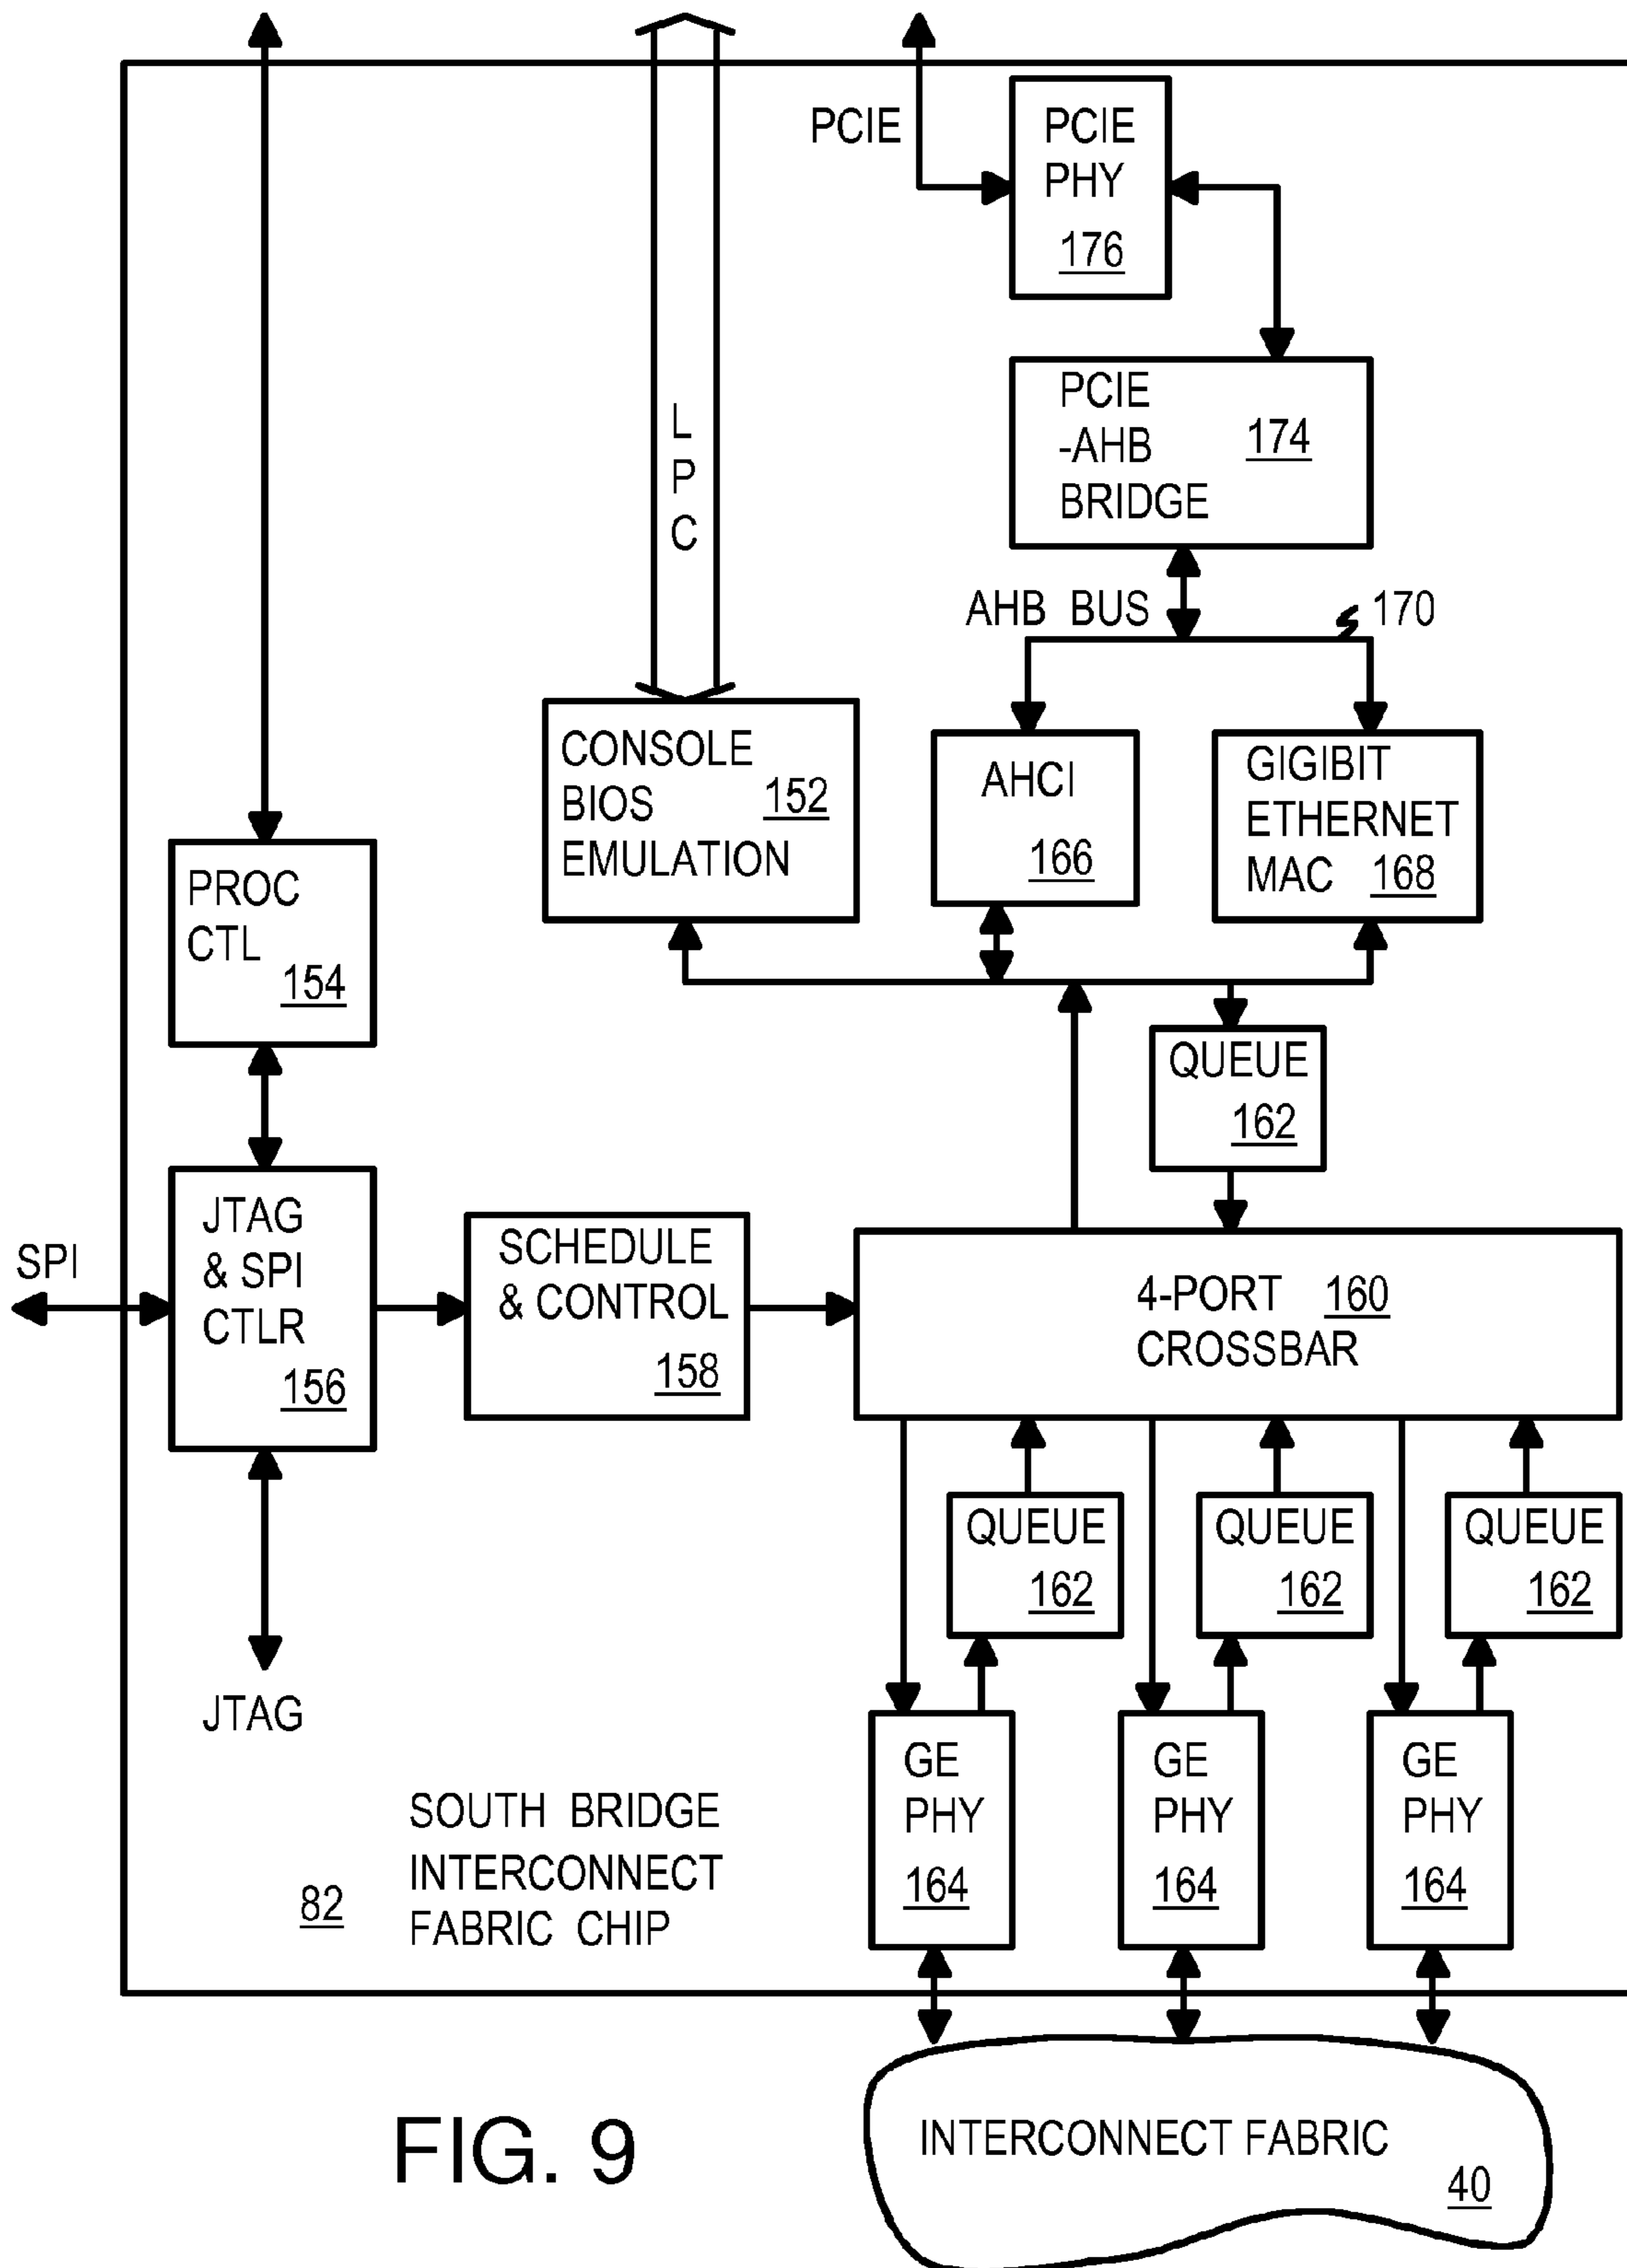 PCIE
PCIE
PHY
176
PCIE
-AHB
BRIDGE
174
L
P
C
AHB BUS
170
CONSOLE
BIOS
EMULATION
152
AHCI
166
GIGIBIT
ETHERNET
MAC 168
PROC
CTL
154
QUEUE
162
SPI
JTAG
& SPI
CTLR
156
SCHEDULE
& CONTROL
158
4-PORT
CROSSBAR
160
QUEUE
162
QUEUE
162
QUEUE
162
JTAG
GE
PHY
164
GE
PHY
164
GE
PHY
164
82
SOUTH BRIDGE
INTERCONNECT
FABRIC CHIP
INTERCONNECT FABRIC
40
FIG. 9